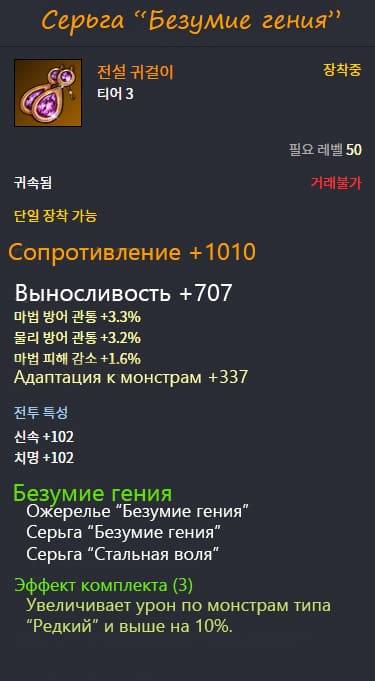 Серьга “Безумие гения”
전설 귀걸이
장착중
티어 3
필요 레벨 50
귀속됨
거래불가
단일 장착 가능
Сопротивление +1010
Выносливость +707
마법 방어 관통 +3.3%
물리 방어 관통 +3.2%
마법 피해 감소 +1.6%
Адаптация к монстрам +337
전투 특성
신속 +102
치명 +102
Безумие гения
Ожерелье “Безумие гения”
Серьга “Безумие гения”
Серьга “Стальная воля”
Эффект комплекта (3)
Увеличивает урон по монстрам типа
“Редкий” и выше на 10%.